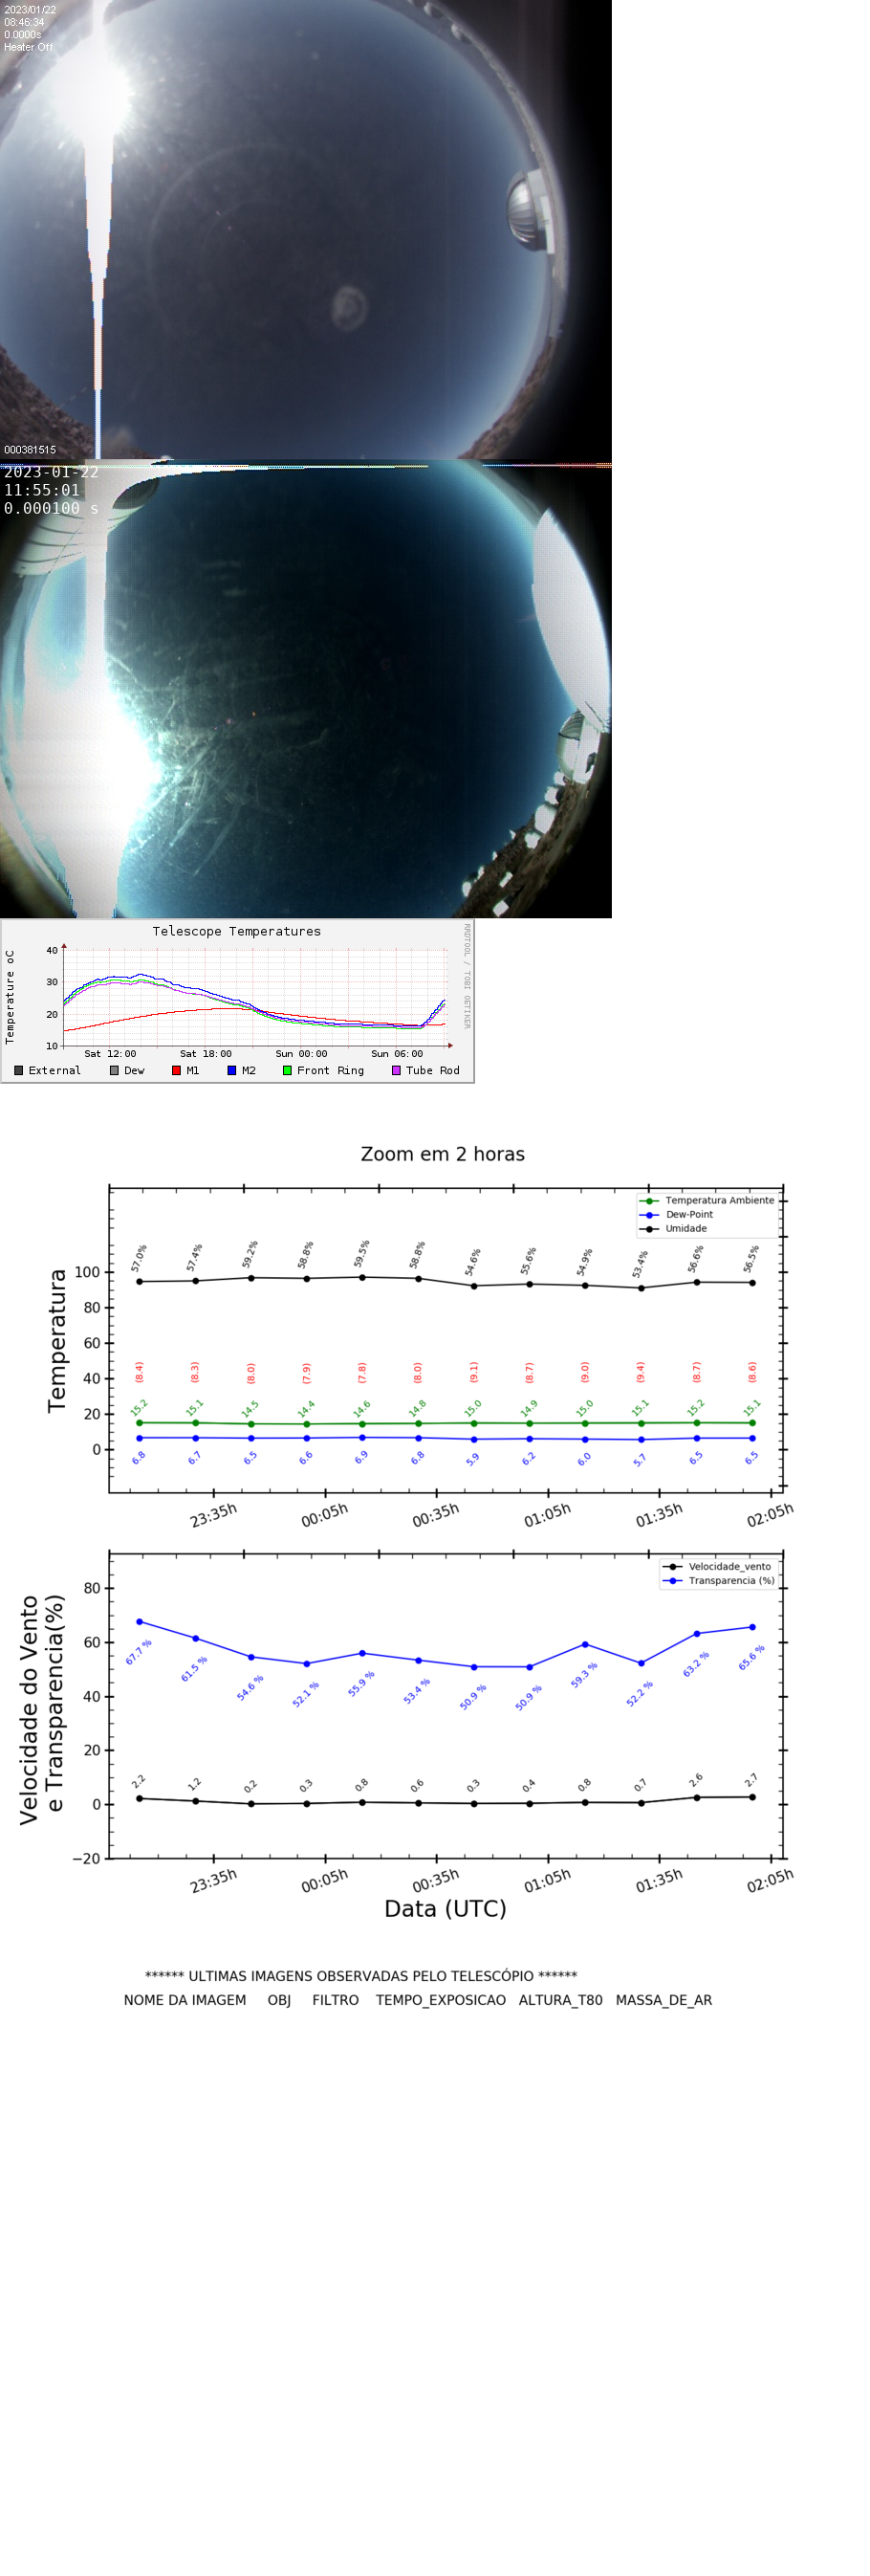 2023/01/22
08:46:34
0.0000s
Heater Off
000381515
2023-01-22
11:55:01
0.000100 s
Telescope Temperatures
RRDTOOL / TOBI OETIKER
Temperature oC
40
30
20
10
Sat 12:00 Sat 18:00 Sun 00:00 Sun 06:00
External Dew M1 M2 Front Ring Tube Rod
Zoom em 2 horas
Temperatura Ambiente
Dew-Point
Umidade
Temperatura
100
80
60
40
20
0
57.0% 57.4% 59.2% 58.8% 59.5% 58.8% 54.6% 55.6% 54.9% 53.4% 56.6% 56.5%
(8.4) (8.3) (8.0) (7.9) (7.8) (8.0) (9.1) (8.7) (9.0) (9.4) (8.7) (8.6)
15.2 15.1 14.5 14.4 14.6 14.8 15.0 14.9 15.0 15.1 15.2 15.1
6.8 6.7 6.5 6.6 6.9 6.8 5.9 6.2 6.0 5.7 6.5 6.5
23:35h 00:05h 00:35h 01:05h 01:35h 02:05h
Velocidade_vento
Transparencia (%)
Velocidade do Vento
e Transparencia(%)
80
60
40
20
0
−20
67.7 % 61.5 % 54.6 % 52.1 % 55.9 % 53.4 % 50.9 % 50.9 % 59.3 % 52.2 % 63.2 % 65.6 %
2.2 1.2 0.2 0.3 0.8 0.6 0.3 0.4 0.8 0.7 2.6 2.7
23:35h 00:05h 00:35h 01:05h 01:35h 02:05h
Data (UTC)
****** ULTIMAS IMAGENS OBSERVADAS PELO TELESCÓPIO ******
NOME DA IMAGEM OBJ FILTRO TEMPO_EXPOSICAO ALTURA_T80 MASSA_DE_AR